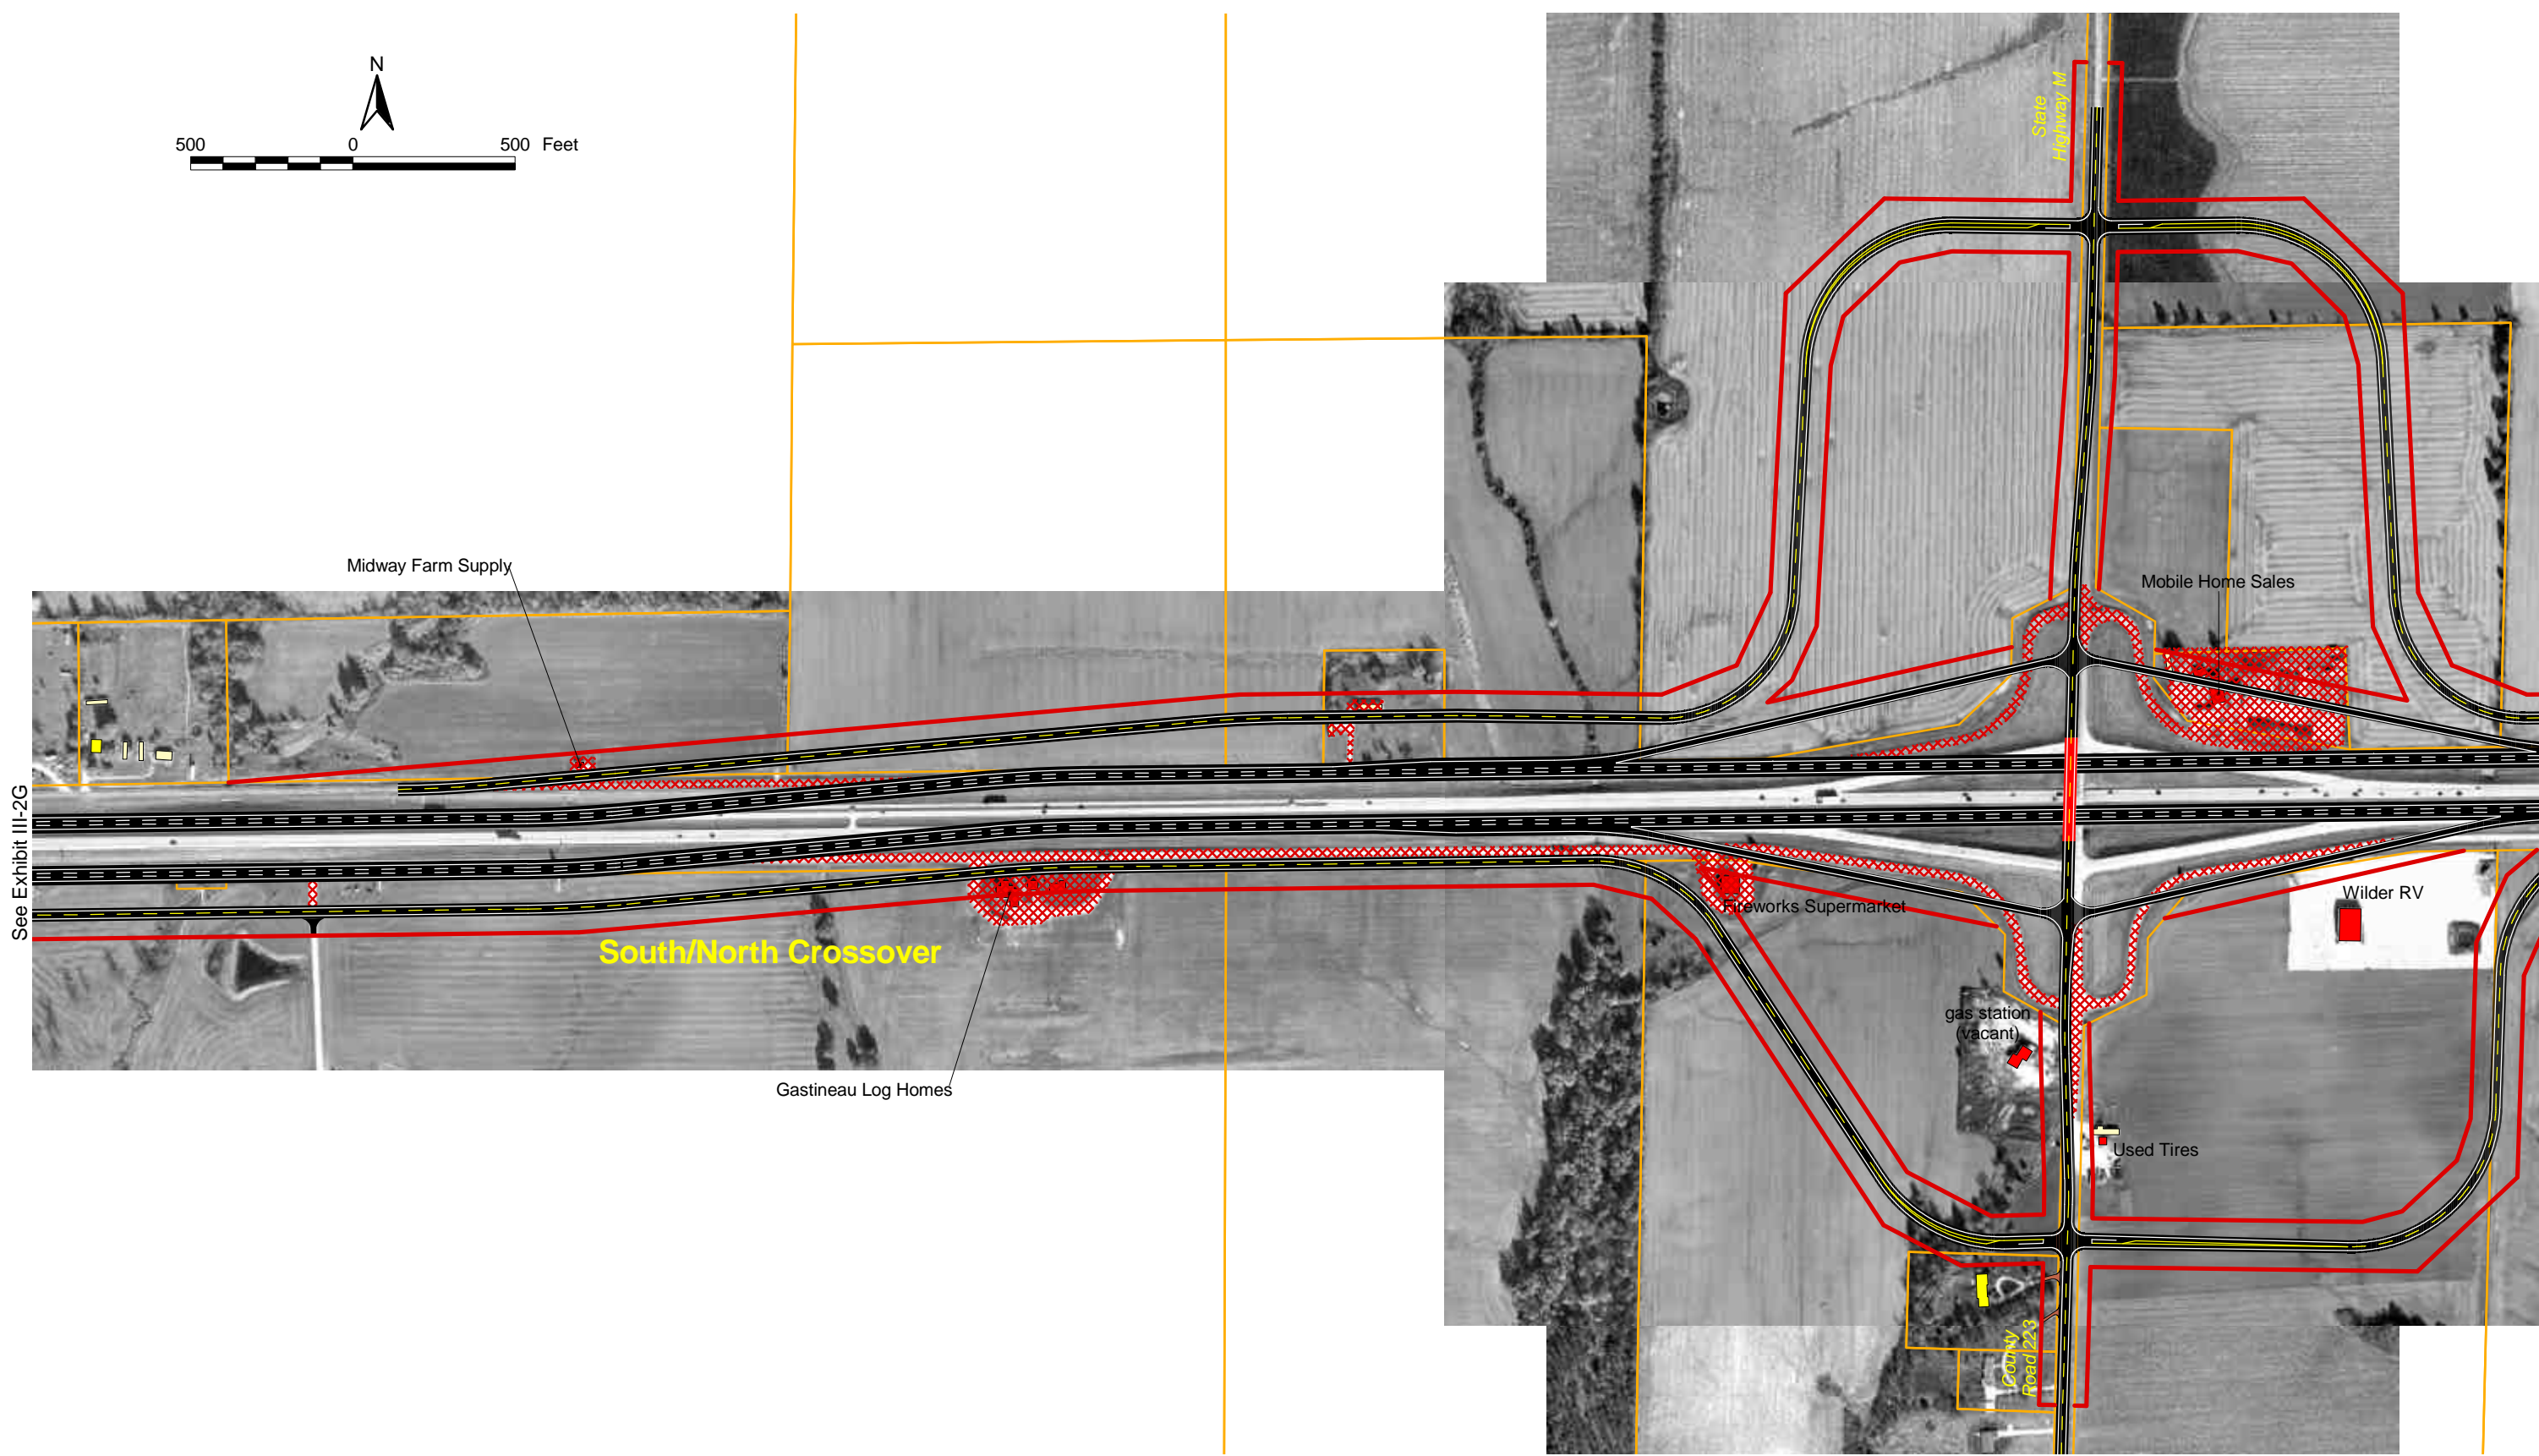 N
500 0 500 Feet
State
Highway M
Midway Farm Supply
Mobile Home Sales
See Exhibit III-2G
Wilder RV
Fireworks Supermarket
South/North Crossover
gas station
(vacant)
Gastineau Log Homes
Used Tires
County
Road 223